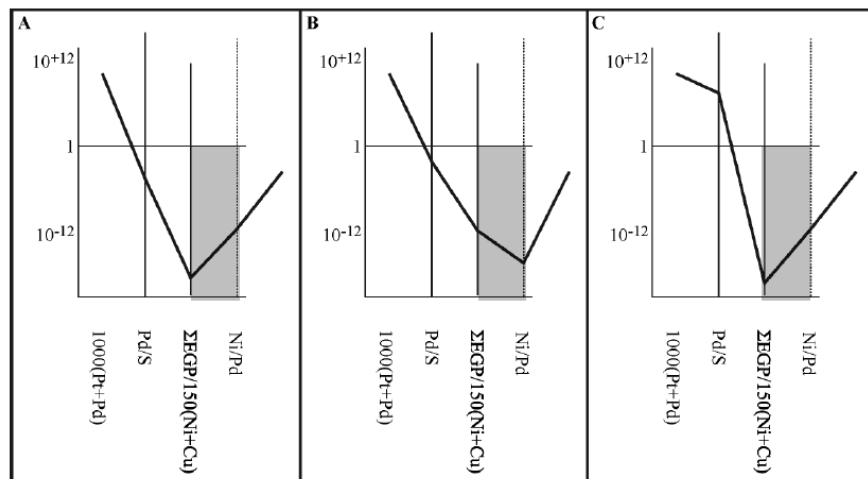 A
10+12
1
10-12
1000(Pt+Pd)
Pd/S
ΣEGP/150(Ni+Cu)
Ni/Pd
B
10+12
1
10-12
1000(Pt+Pd)
Pd/S
ΣEGP/150(Ni+Cu)
Ni/Pd
C
10+12
1
10-12
1000(Pt+Pd)
Pd/S
ΣEGP/150(Ni+Cu)
Ni/Pd